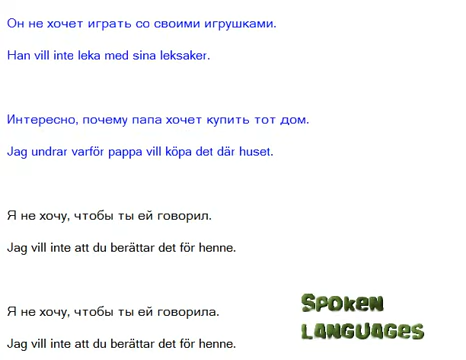 Он не хочет играть со своими игрушками.
Han vill inte leka med sina leksaker.
Интересно, почему папа хочет купить тот дом.
Jag undrar varför pappa vill köpa det där huset.
Я не хочу, чтобы ты ей говорил.
Jag vill inte att du berättar det för henne.
Я не хочу, чтобы ты ей говорила.
Jag vill inte att du berättar det för henne.
Spoken
Languages